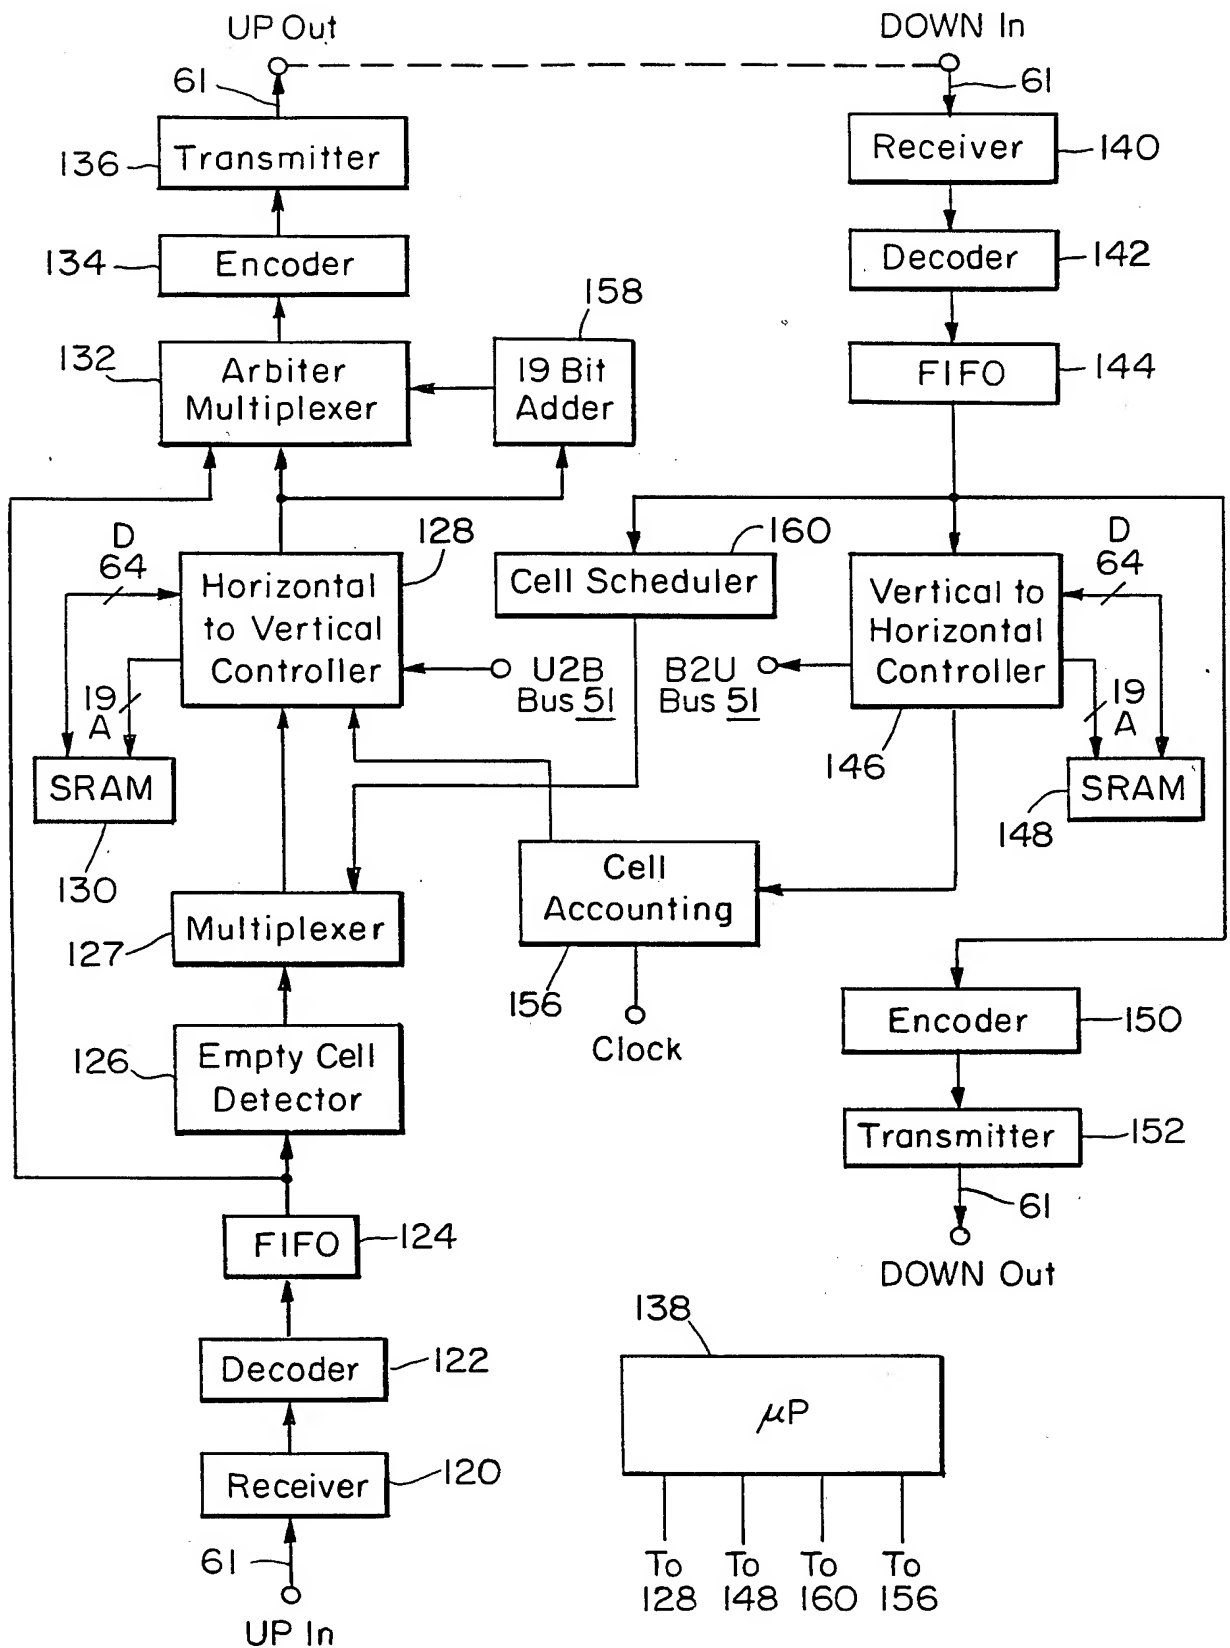 UP Out
DOWN In
61
61
136
Transmitter
Receiver
140
134
Encoder
Decoder
142
158
132
Arbiter
Multiplexer
19 Bit
Adder
FIFO
144
D
64
128
160
D
64
Horizontal
to Vertical
Controller
Cell Scheduler
Vertical to
Horizontal
Controller
U2B
Bus 51
B2U
Bus 51
19
A
19
A
146
SRAM
130
SRAM
148
Cell
Accounting
156
Clock
Multiplexer
127
Encoder
150
Empty Cell
Detector
126
Transmitter
152
61
DOWN Out
FIFO
124
138
Decoder
122
μP
Receiver
120
61
UP In
To
128
To
148
To
160
To
156